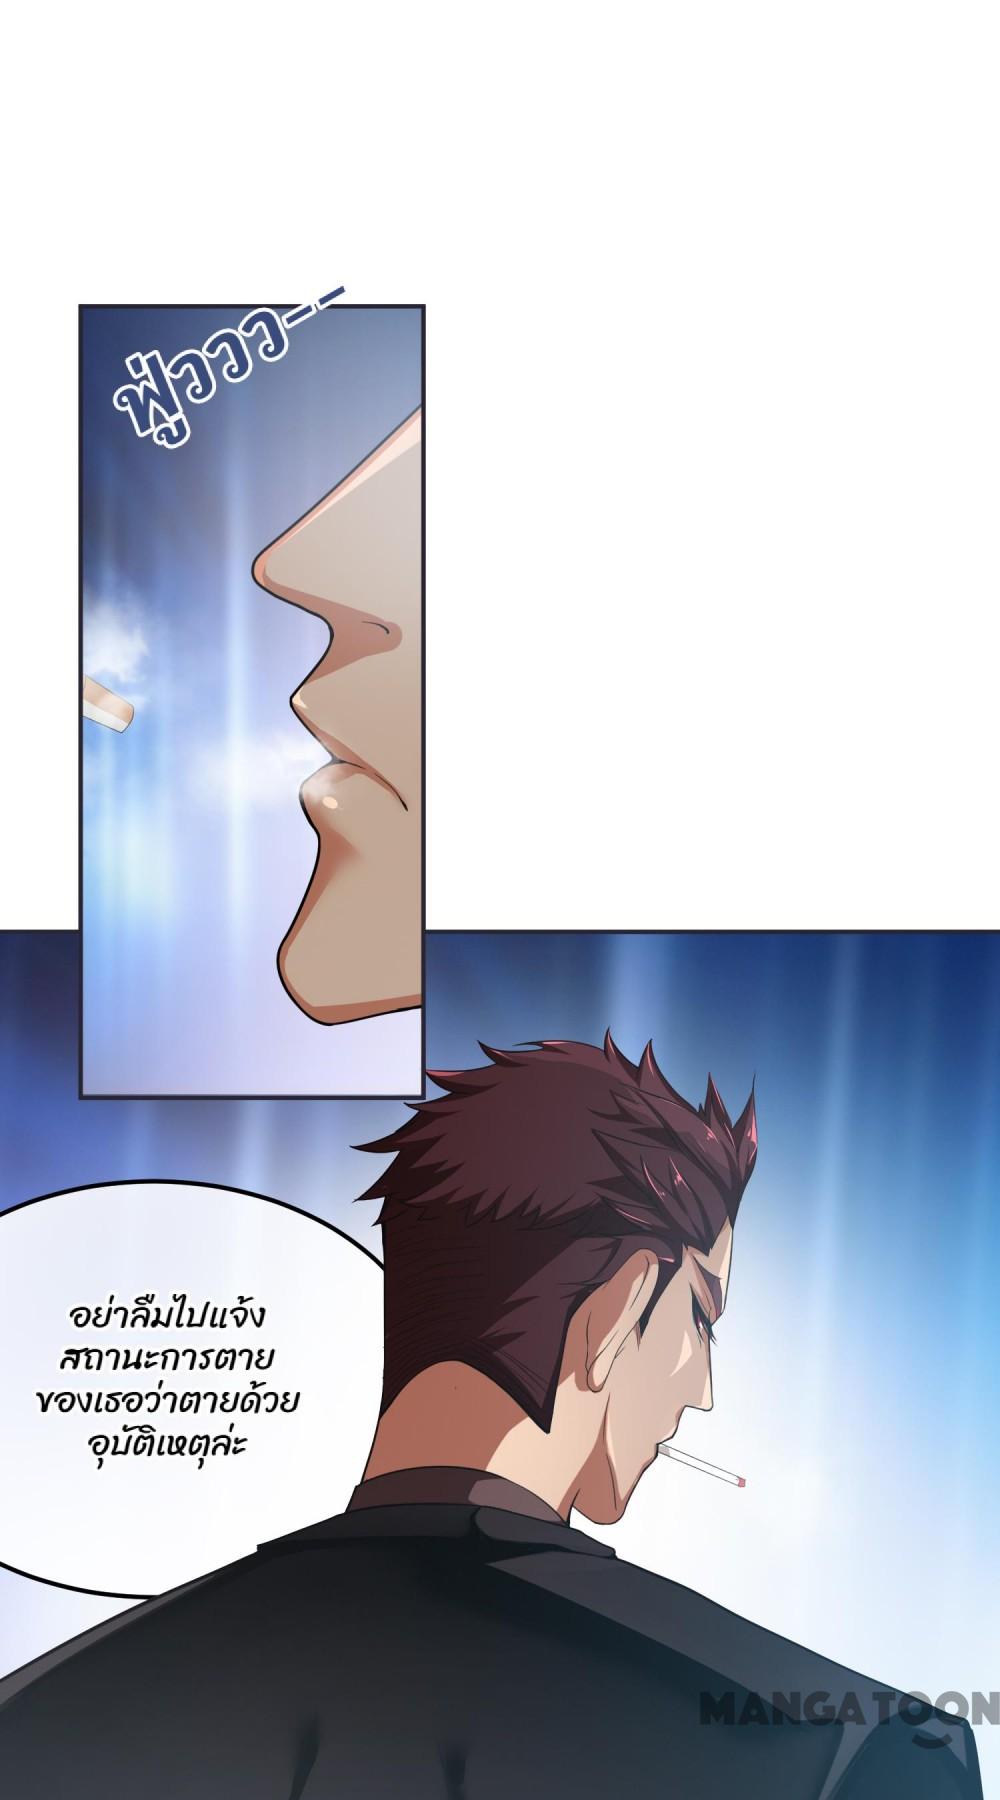 ฟู่ววว--
อย่าลืมไปแจ้ง
สถานะการตาย
ของเธอว่าตายด้วย
อุบัติเหตุล่ะ
MANGATOON